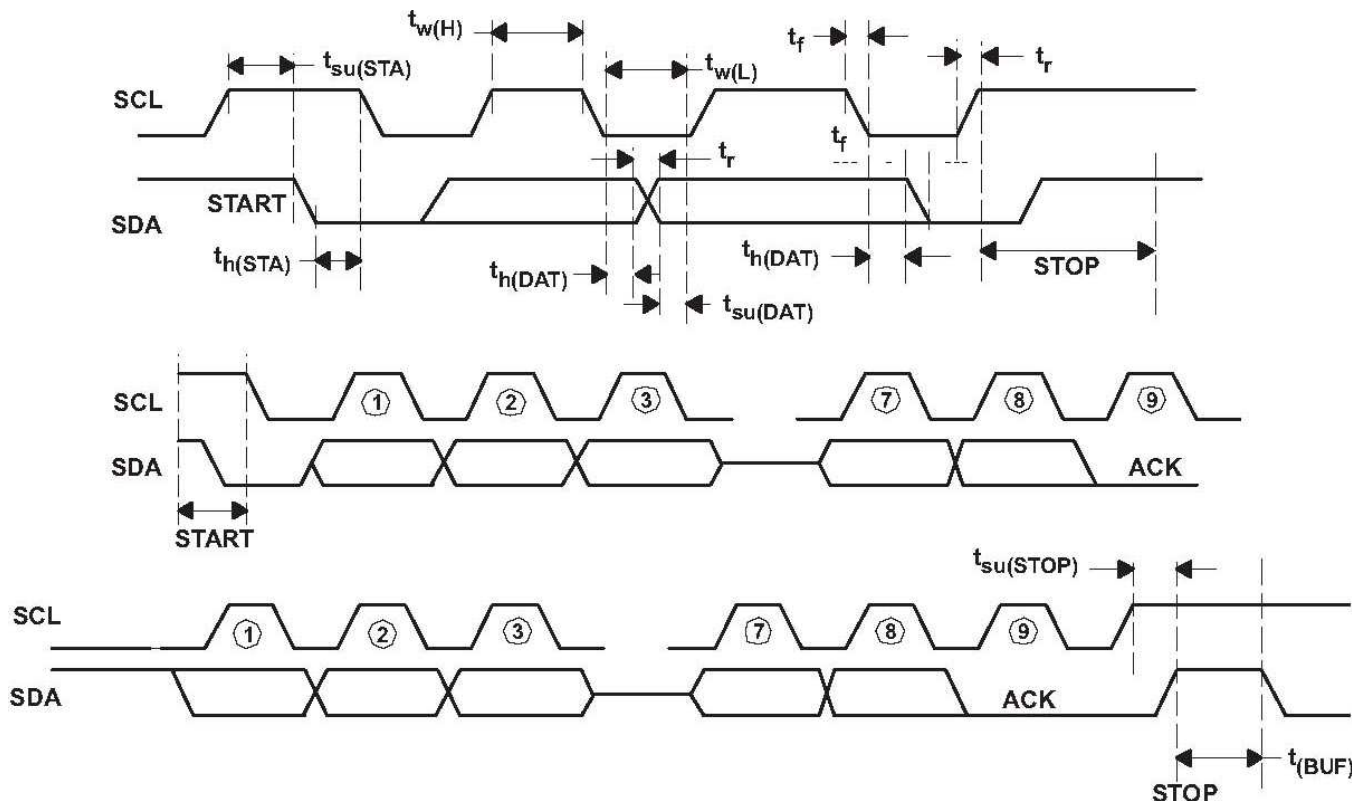 t_w(H)
t_f
t_su(STA)
t_w(L)
t_r
SCL
t_r
t_f
START
SDA
t_h(STA)
t_h(DAT)
t_h(DAT)
STOP
t_su(DAT)
SCL
1 2 3 7 8 9
SDA
ACK
START
t_su(STOP)
SCL
1 2 3 7 8 9
SDA
ACK
t_(BUF)
STOP